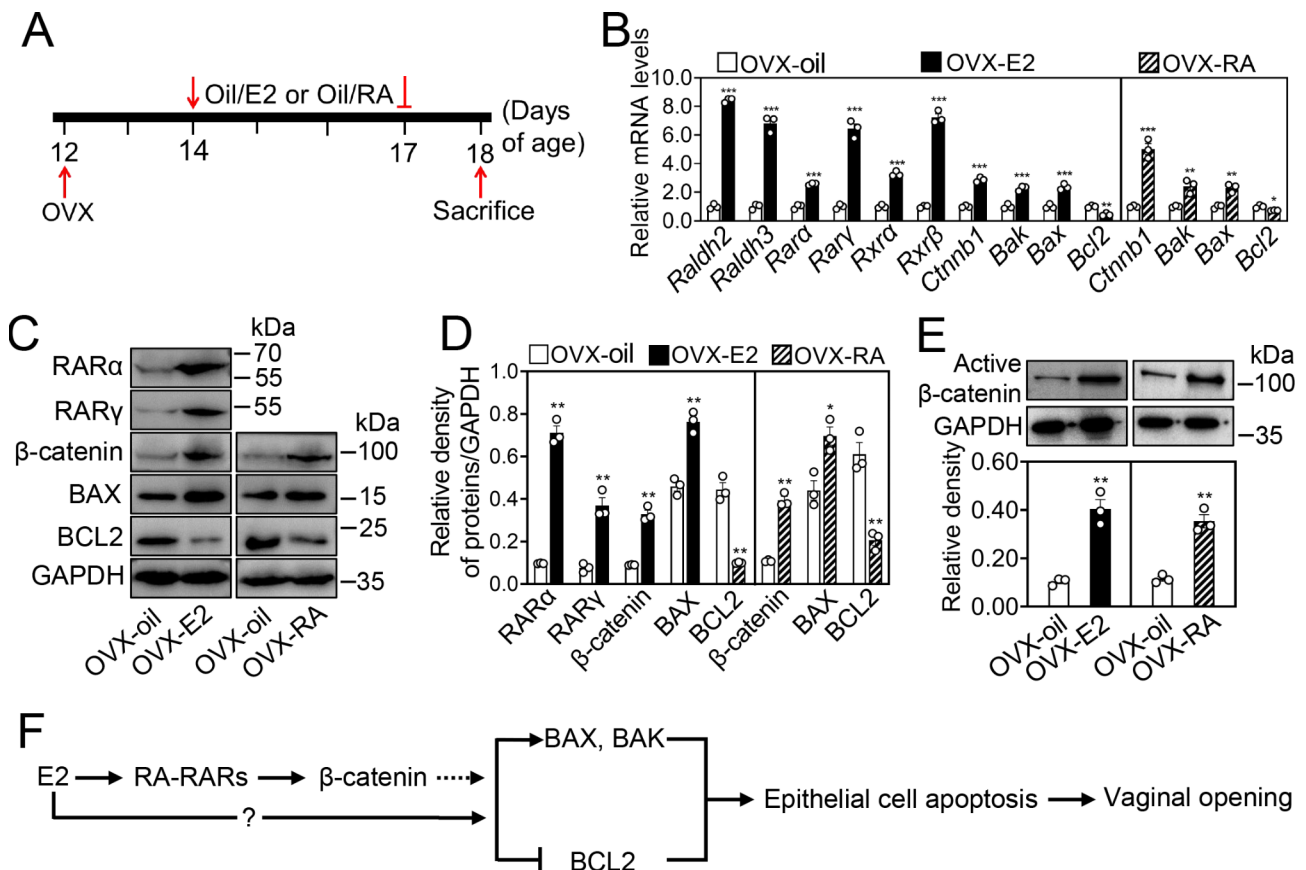 A
Oil/E2 or Oil/RA
(Days
of age)
12
14
17
18
OVX
Sacrifice
B
OVX-oil
OVX-E2
OVX-RA
Relative mRNA levels
10.0
8.0
6.0
4.0
2.0
0.0
*** *** *** *** *** *** *** *** *** ** *** ** ** *
Raldh2 Raldh3 Rarα Rarγ Rxrα Rxrβ Ctnnb1 Bak Bax Bcl2 Ctnnb1 Bak Bax Bcl2
C
kDa
RARα
70
55
RARγ
55
kDa
β-catenin
100
BAX
15
25
BCL2
GAPDH
35
OVX-oil OVX-E2 OVX-oil OVX-RA
D
OVX-oil OVX-E2 OVX-RA
Relative density
of proteins/GAPDH
1.0
0.8
0.6
0.4
0.2
0.0
** ** ** ** ** ** * **
RARα RARγ β-catenin BAX BCL2 β-catenin BAX BCL2
E
kDa
Active
β-catenin
100
GAPDH
35
Relative density
0.60
0.40
0.20
0.00
** **
OVX-oil OVX-E2 OVX-oil OVX-RA
F
BAX, BAK
E2
RA-RARs
β-catenin
Epithelial cell apoptosis
Vaginal opening
?
BCL2